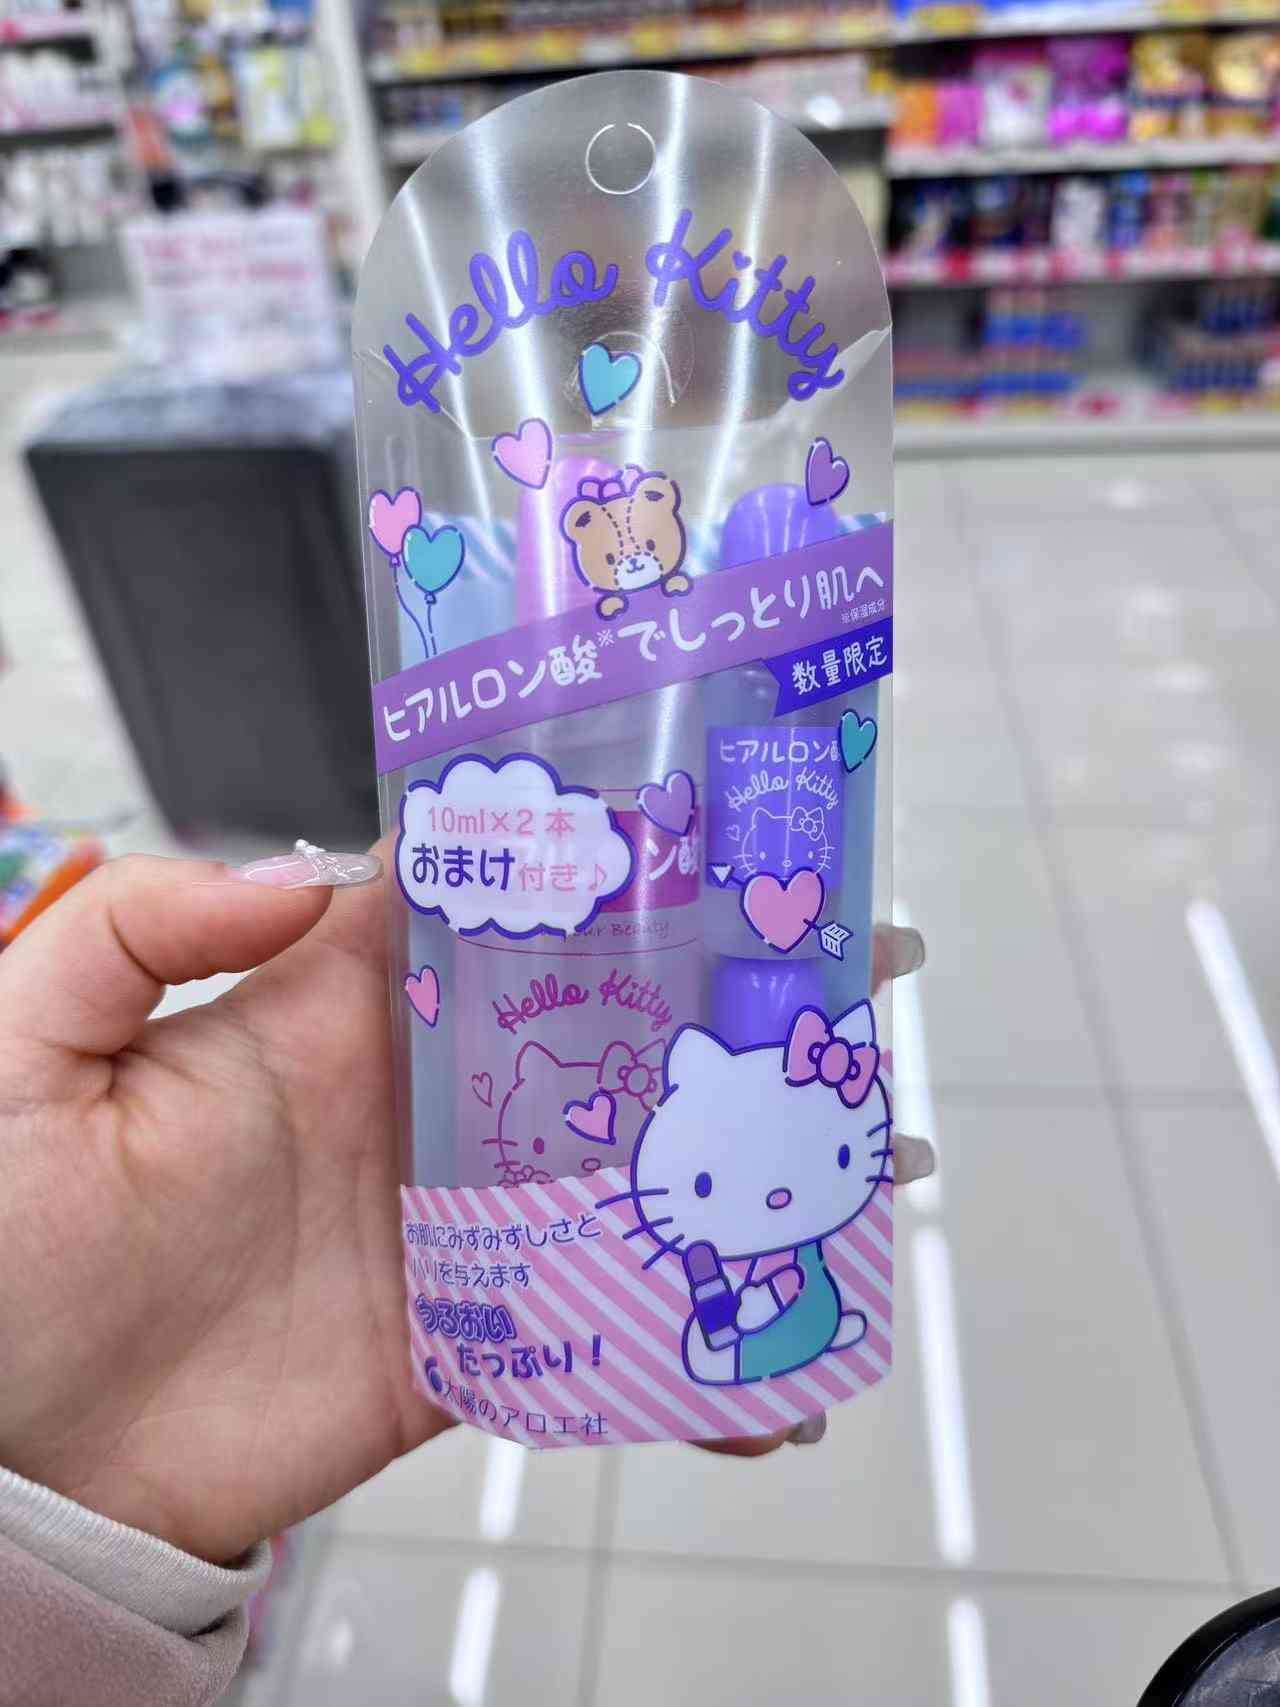 Hello Kitty
ヒアルロン酸※でしっとり肌へ
※保湿成分
数量限定
ヒアルロン酸
Hello Kitty
10ml×2 本
おまけ付き♪
ン酸
Beauty
Hello Kitty
お肌にみずみずしさと
ハリを与えます
うるおい
たっぷり!
太陽のアロエ社